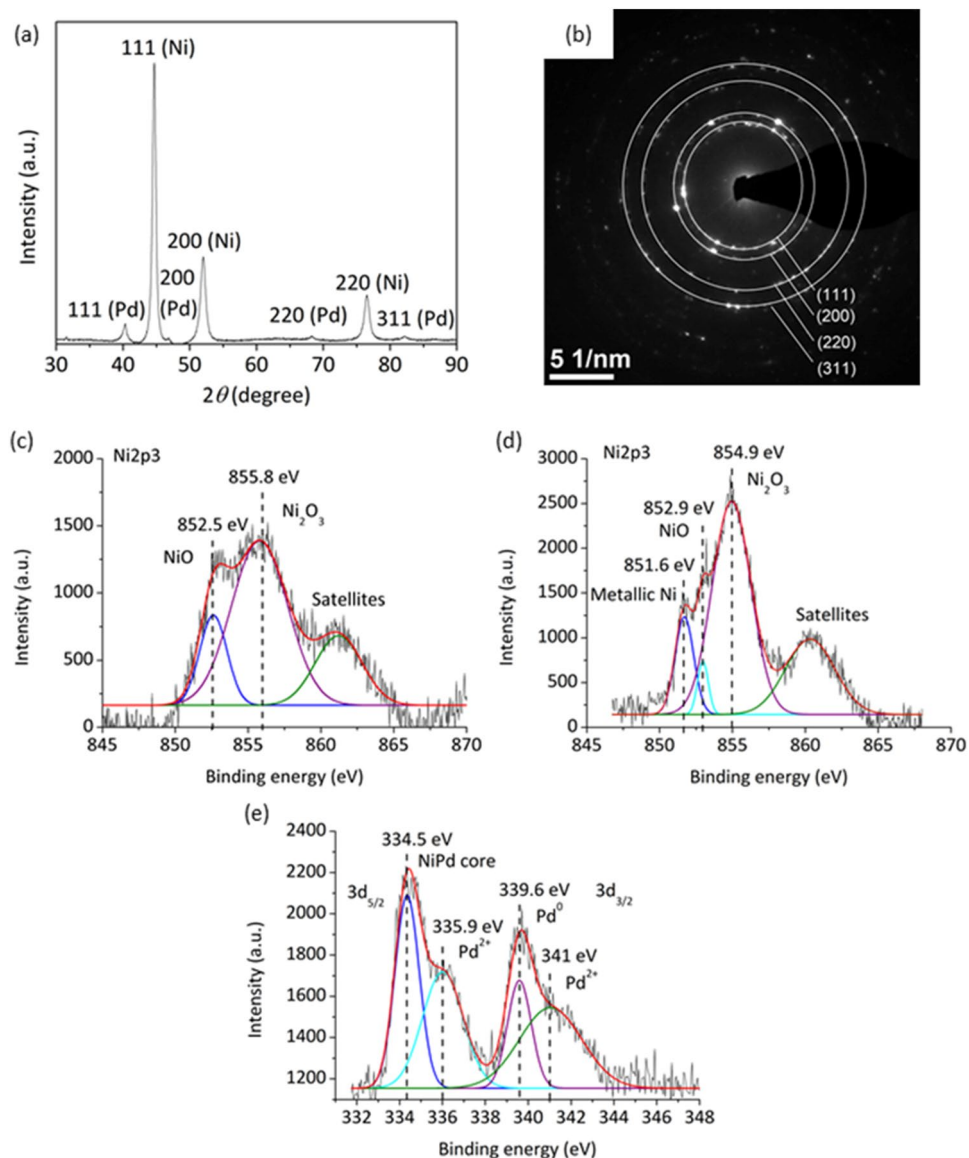 (a)
111 (Ni)
200 (Ni)
200
(Pd)
111 (Pd)
220 (Pd)
220 (Ni)
311 (Pd)
Intensity (a.u.)
30 40 50 60 70 80 90
2θ (degree)
(b)
(111)
(200)
(220)
(311)
5 1/nm
(c)
Ni2p3
855.8 eV
Ni₂O₃
852.5 eV
NiO
Satellites
Intensity (a.u.)
2000
1500
1000
500
0
845 850 855 860 865 870
Binding energy (eV)
(d)
Ni2p3
854.9 eV
Ni₂O₃
852.9 eV
NiO
851.6 eV
Metallic Ni
Satellites
Intensity (a.u.)
3000
2500
2000
1500
1000
500
0
845 850 855 860 865 870
Binding energy (eV)
(e)
334.5 eV
NiPd core
3d₅/₂
335.9 eV
Pd²⁺
339.6 eV
Pd⁰
3d₃/₂
341 eV
Pd²⁺
Intensity (a.u.)
2400
2200
2000
1800
1600
1400
1200
332 334 336 338 340 342 344 346 348
Binding energy (eV)